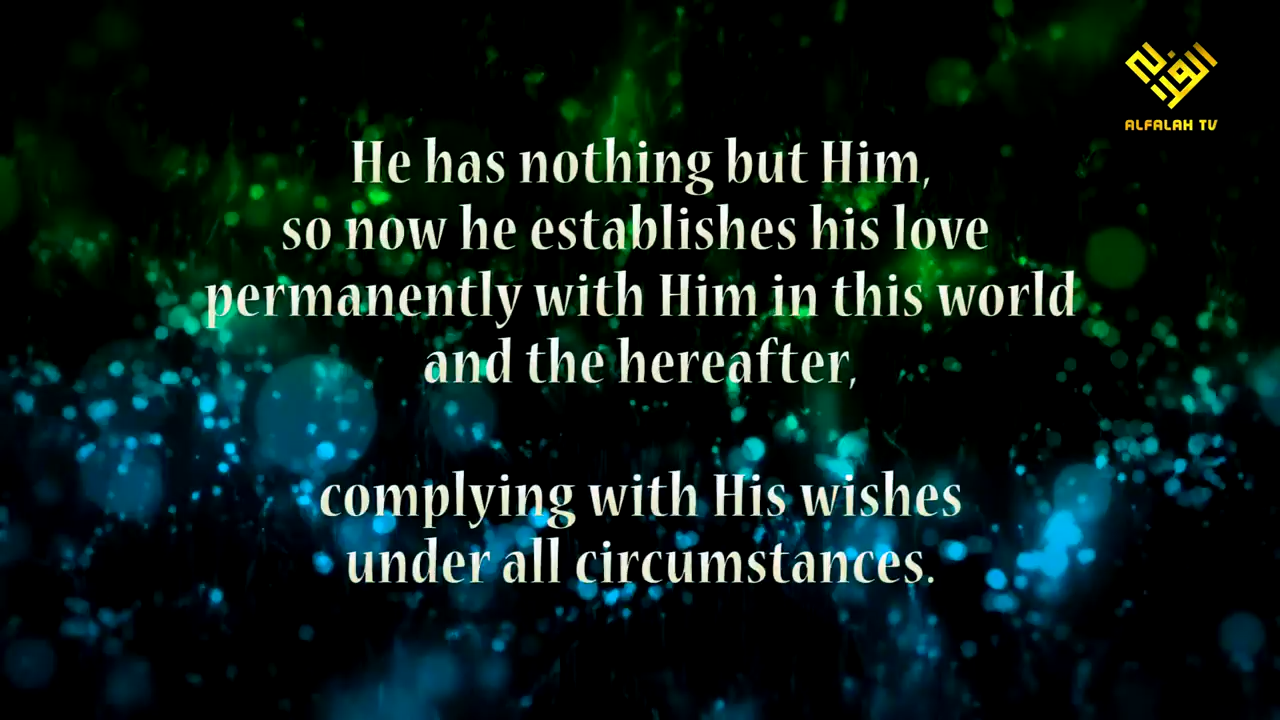 الفلاح
ALFALAH TV
He has nothing but Him,
so now he establishes his love
permanently with Him in this world
and the hereafter,
complying with His wishes
under all circumstances.